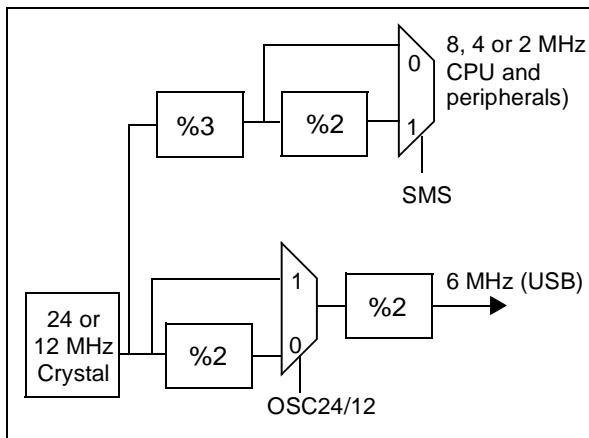 8, 4 or 2 MHz
CPU and
peripherals)
0
%3
%2
1
SMS
24 or
12 MHz
Crystal
%2
1
0
OSC24/12
%2
6 MHz (USB)